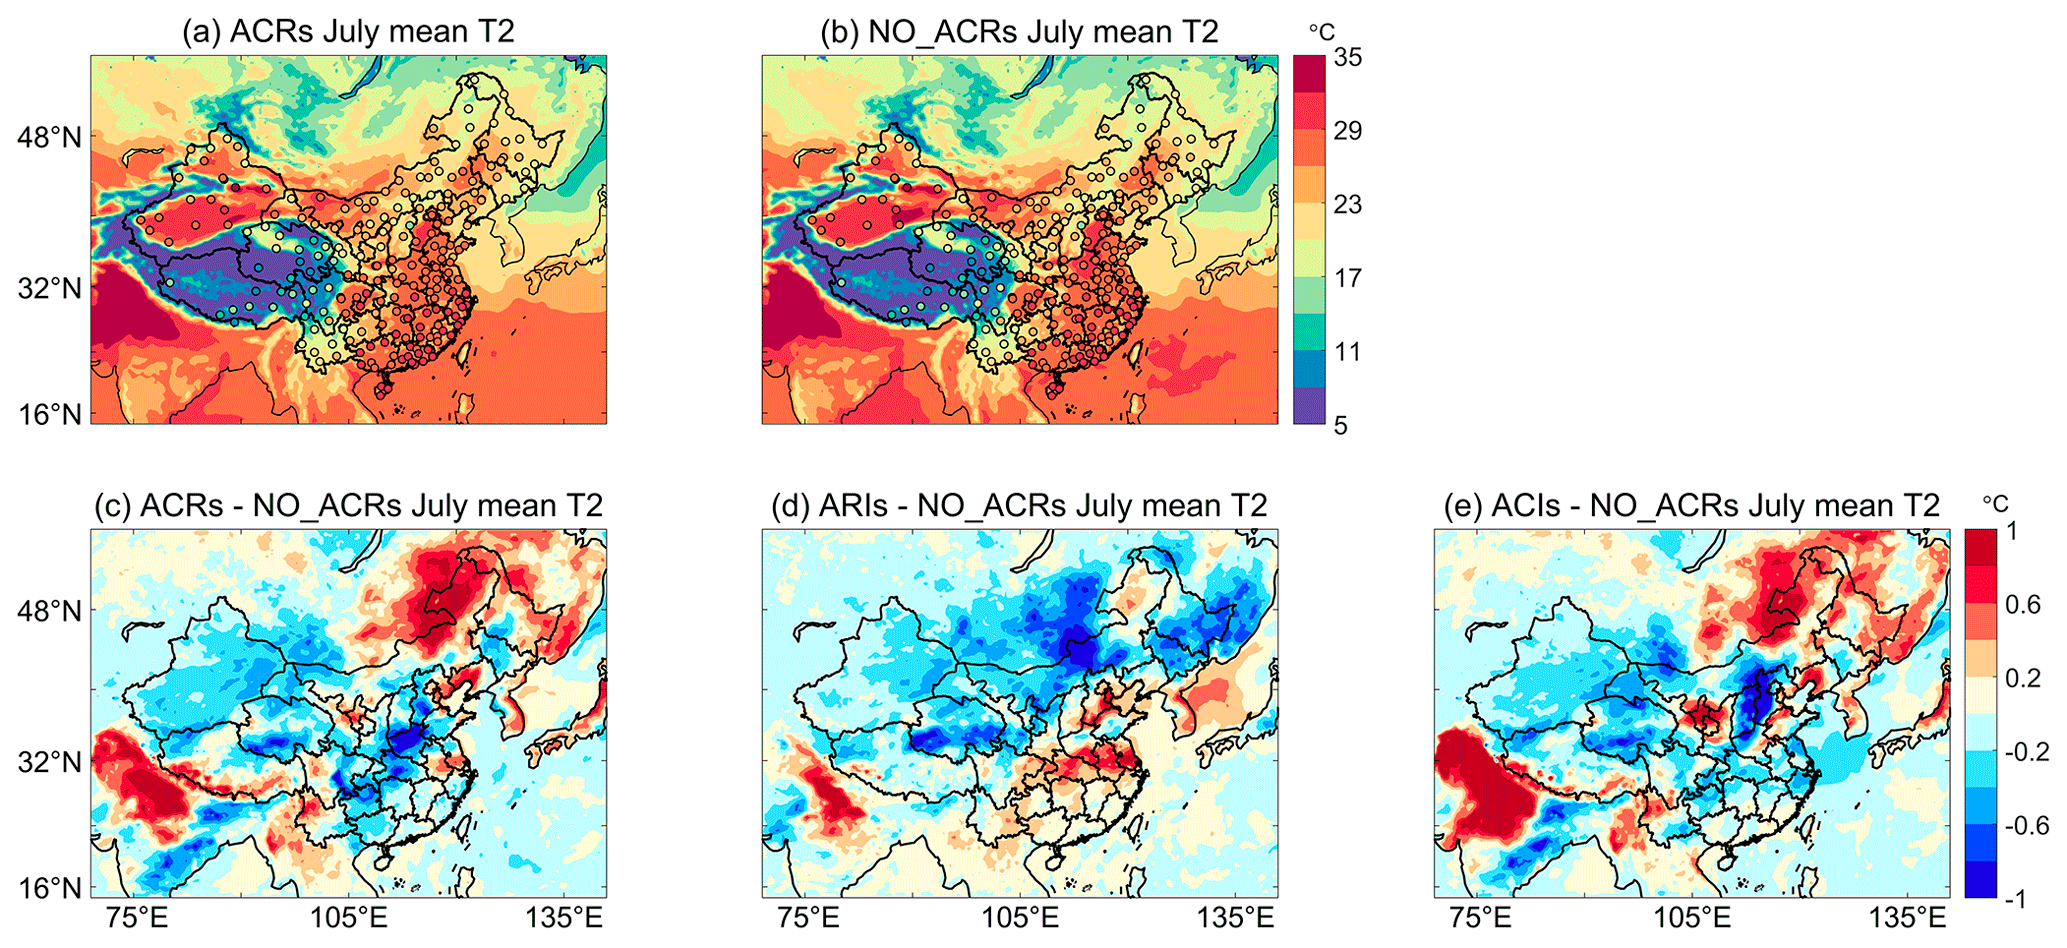 (a) ACRs July mean T2
(b) NO_ACRs July mean T2
°C
35
29
23
17
11
5
48°N
32°N
16°N
(c) ACRs - NO_ACRs July mean T2
(d) ARIs - NO_ACRs July mean T2
(e) ACIs - NO_ACRs July mean T2
°C
1
0.6
0.2
-0.2
-0.6
-1
48°N
32°N
16°N
75°E 105°E 135°E
75°E 105°E 135°E
75°E 105°E 135°E